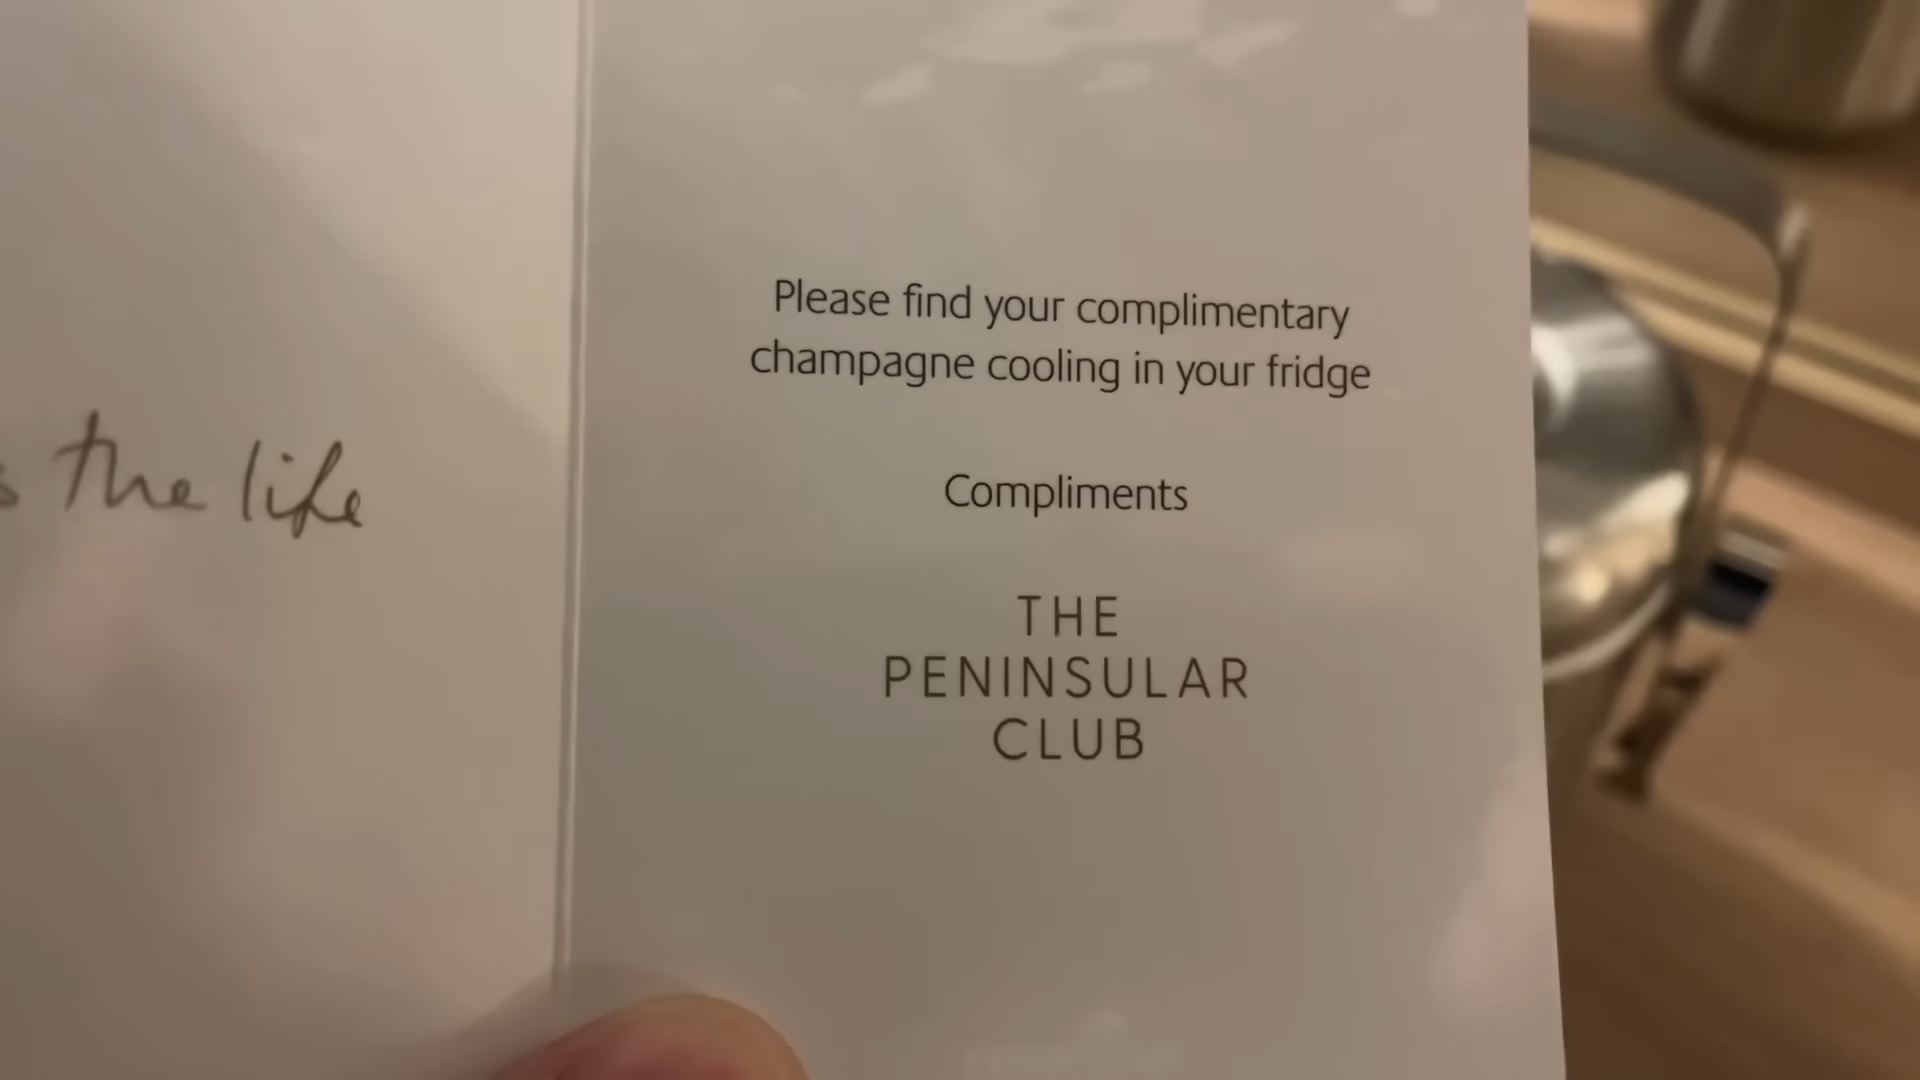 the life
Please find your complimentary
champagne cooling in your fridge
Compliments
THE
PENINSULAR
CLUB